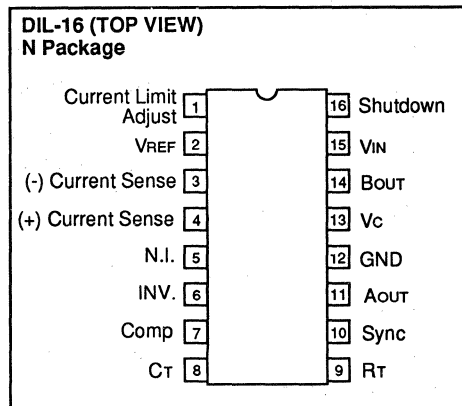 DIL-16 (TOP VIEW)
N Package
Current Limit
Adjust 1
VREF 2
(-) Current Sense 3
(+) Current Sense 4
N.I. 5
INV. 6
Comp 7
CT 8
16 Shutdown
15 VIN
14 BOUT
13 VC
12 GND
11 AOUT
10 Sync
9 RT